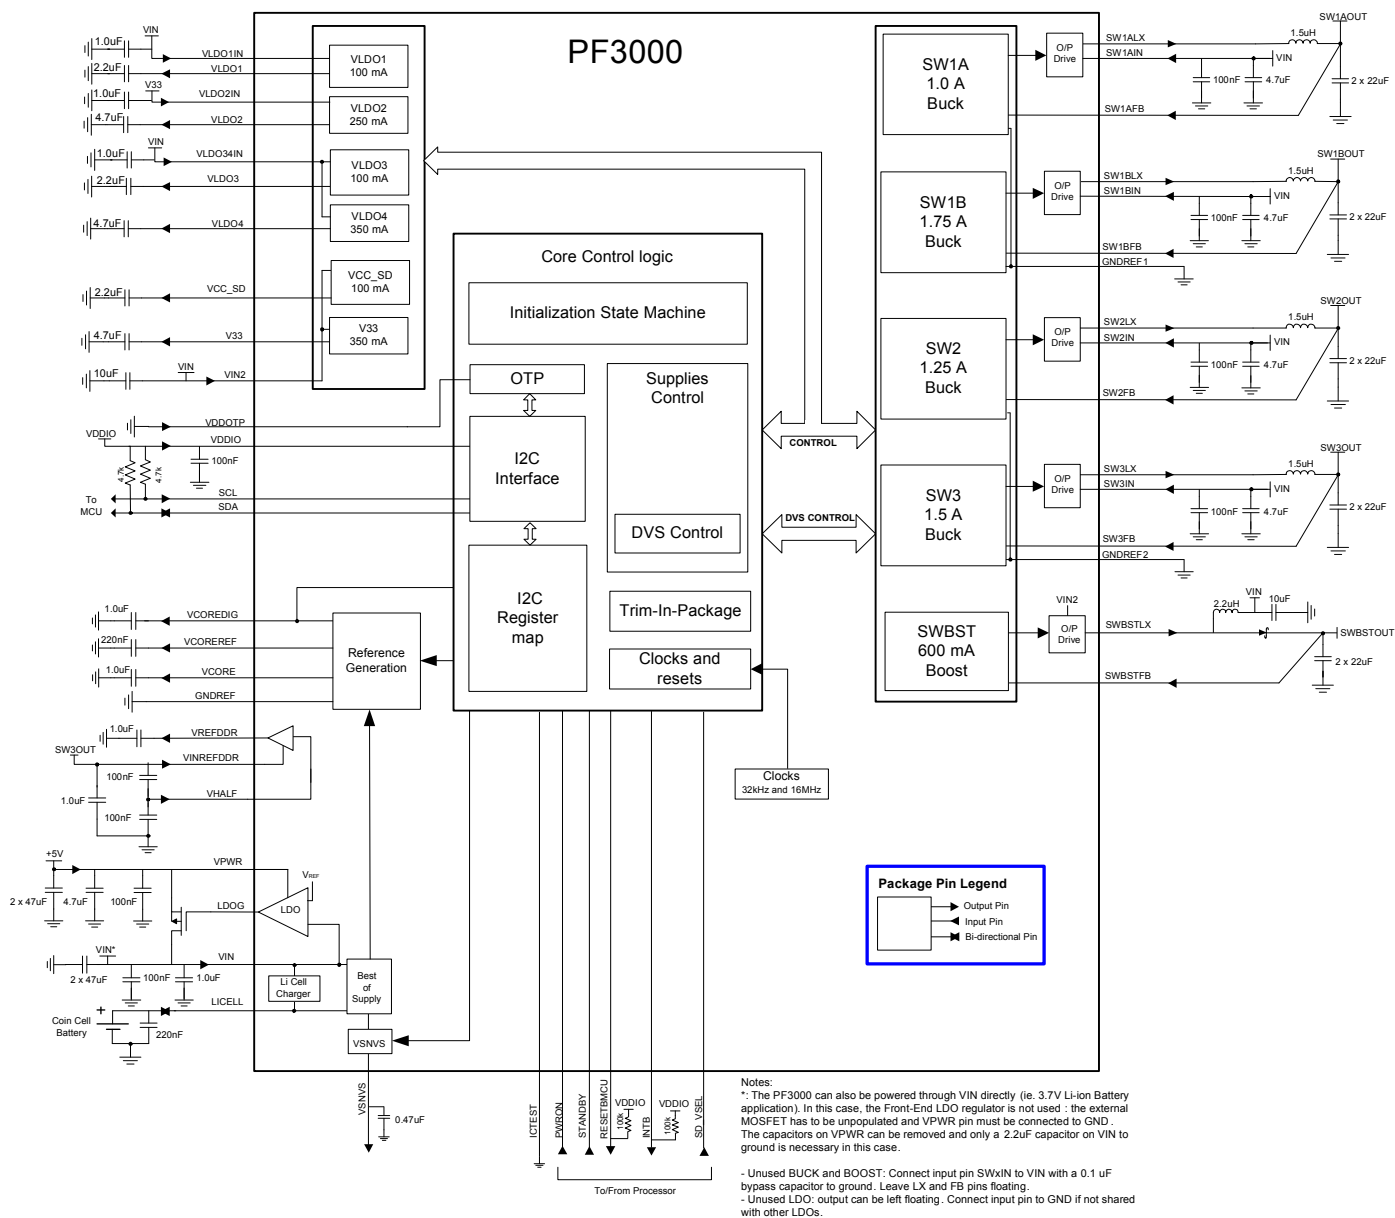 PF3000
VIN
1.0uF
VLDO1IN
2.2uF
VLDO1
VLDO1
100 mA
1.0uF
V33
VLDO2IN
4.7uF
VLDO2
VLDO2
250 mA
VIN
1.0uF
VLDO34IN
2.2uF
VLDO3
VLDO3
100 mA
4.7uF
VLDO4
VLDO4
350 mA
2.2uF
VCC_SD
VCC_SD
100 mA
4.7uF
V33
V33
350 mA
10uF
VIN
VIN2
VDDOTP
VDDIO
VDDIO
4.7k
4.7k
100nF
To
MCU
SCL
SDA
Core Control logic
Initialization State Machine
OTP
I2C
Interface
I2C
Register
map
Supplies
Control
DVS Control
Trim-In-Package
Clocks and
resets
CONTROL
DVS CONTROL
Clocks
32kHz and 16MHz
1.0uF
VCOREDIG
220nF
VCOREREF
1.0uF
VCORE
GNDREF
Reference
Generation
1.0uF
VREFDDR
SW3OUT
VINREFDDR
100nF
1.0uF
VHALF
100nF
+5V
VPWR
2 x 47uF
4.7uF
100nF
LDOG
LDO
VREF
VIN*
VIN
2 x 47uF
100nF
1.0uF
Li Cell
Charger
Best
of
Supply
LICELL
+
Coin Cell
Battery
220nF
VSNVS
VSNVS
0.47uF
ICTEST
PWRON
STANDBY
RESETBMCU
VDDIO
100k
INTB
VDDIO
100k
SD_VSEL
To/From Processor
SW1A
1.0 A
Buck
O/P
Drive
SW1ALX
SW1AIN
SW1AFB
1.5uH
SW1AOUT
VIN
100nF
4.7uF
2 x 22uF
SW1B
1.75 A
Buck
O/P
Drive
SW1BLX
SW1BIN
SW1BFB
GNDREF1
1.5uH
SW1BOUT
VIN
100nF
4.7uF
2 x 22uF
SW2
1.25 A
Buck
O/P
Drive
SW2LX
SW2IN
SW2FB
1.5uH
SW2OUT
VIN
100nF
4.7uF
2 x 22uF
SW3
1.5 A
Buck
O/P
Drive
SW3LX
SW3IN
SW3FB
GNDREF2
1.5uH
SW3OUT
VIN
100nF
4.7uF
2 x 22uF
SWBST
600 mA
Boost
VIN2
O/P
Drive
SWBSTLX
SWBSTFB
2.2uH
VIN
10uF
SWBSTOUT
2 x 22uF
Package Pin Legend
Output Pin
Input Pin
Bi-directional Pin
Notes:
*: The PF3000 can also be powered through VIN directly (ie. 3.7V Li-ion Battery
application). In this case, the Front-End LDO regulator is not used : the external
MOSFET has to be unpopulated and VPWR pin must be connected to GND .
The capacitors on VPWR can be removed and only a 2.2uF capacitor on VIN to
ground is necessary in this case.
- Unused BUCK and BOOST: Connect input pin SWxIN to VIN with a 0.1 uF
bypass capacitor to ground. Leave LX and FB pins floating.
- Unused LDO: output can be left floating. Connect input pin to GND if not shared
with other LDOs.